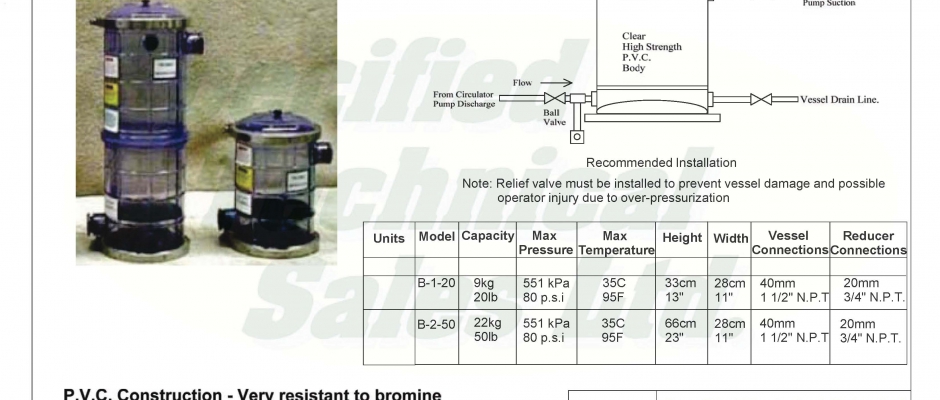 Pump Suction
Clear
High Strength
P.V.C.
Body
Flow
From Circulator
Pump Discharge
Ball
Valve
Vessel Drain Line.
Recommended Installation
Note: Relief valve must be installed to prevent vessel damage and possible
operator injury due to over-pressurization
Units Model Capacity Max Pressure Max Temperature Height Width Vessel Connections Reducer Connections
B-1-20 9kg 551 kPa 35C 33cm 28cm 40mm 20mm
20lb 80 p.s.i 95F 13" 11" 1 1/2" N.P.T 3/4" N.P.T.
B-2-50 22kg 551 kPa 35C 66cm 28cm 40mm 20mm
50lb 80 p.s.i 95F 23" 11" 1 1/2" N.P.T 3/4" N.P.T.
P.V.C. Construction - Very resistant to bromine
Sales Ltd.